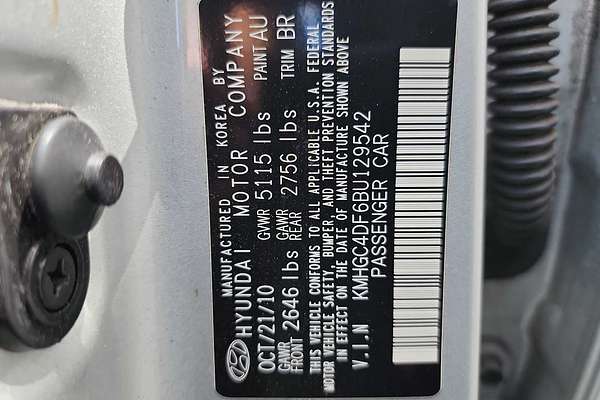 MANUFACTURED IN KOREA BY
HYUNDAI MOTOR COMPANY
OCT/21/10 GVWR 5115 lbs PAINT AU
GAWR FRONT 2646 lbs GAWR REAR 2756 lbs TRIM BR
THIS VEHICLE CONFORMS TO ALL APPLICABLE U.S.A. FEDERAL
MOTOR VEHICLE SAFETY, BUMPER, AND THEFT PREVENTION STANDARDS
IN EFFECT ON THE DATE OF MANUFACTURE SHOWN ABOVE
V.I.N KMHGC4DF6BU129542
PASSENGER CAR